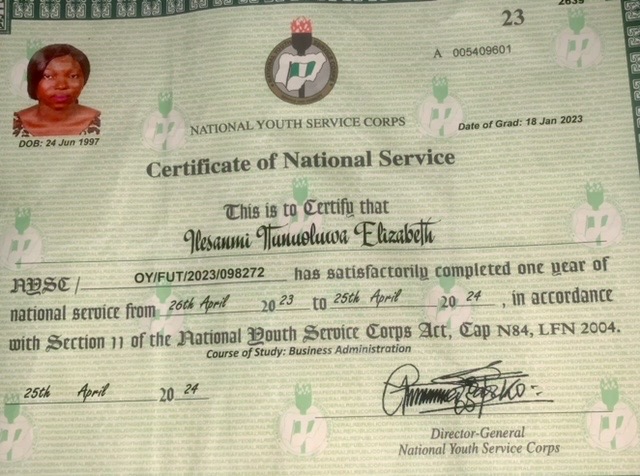 2639
23
A 005409601
DOB: 24 Jun 1997
NATIONAL YOUTH SERVICE CORPS
Date of Grad: 18 Jan 2023
Certificate of National Service
This is to Certify that
Ilesanmi Itunuoluwa Elizabeth
NYSC/ OY/FUT/2023/098272 has satisfactorily completed one year of
national service from 26th April 2023 to 25th April 2024, in accordance
with Section 11 of the National Youth Service Corps Act, Cap N84, LFN 2004.
Course of Study: Business Administration
25th April 2024
Director-General
National Youth Service Corps